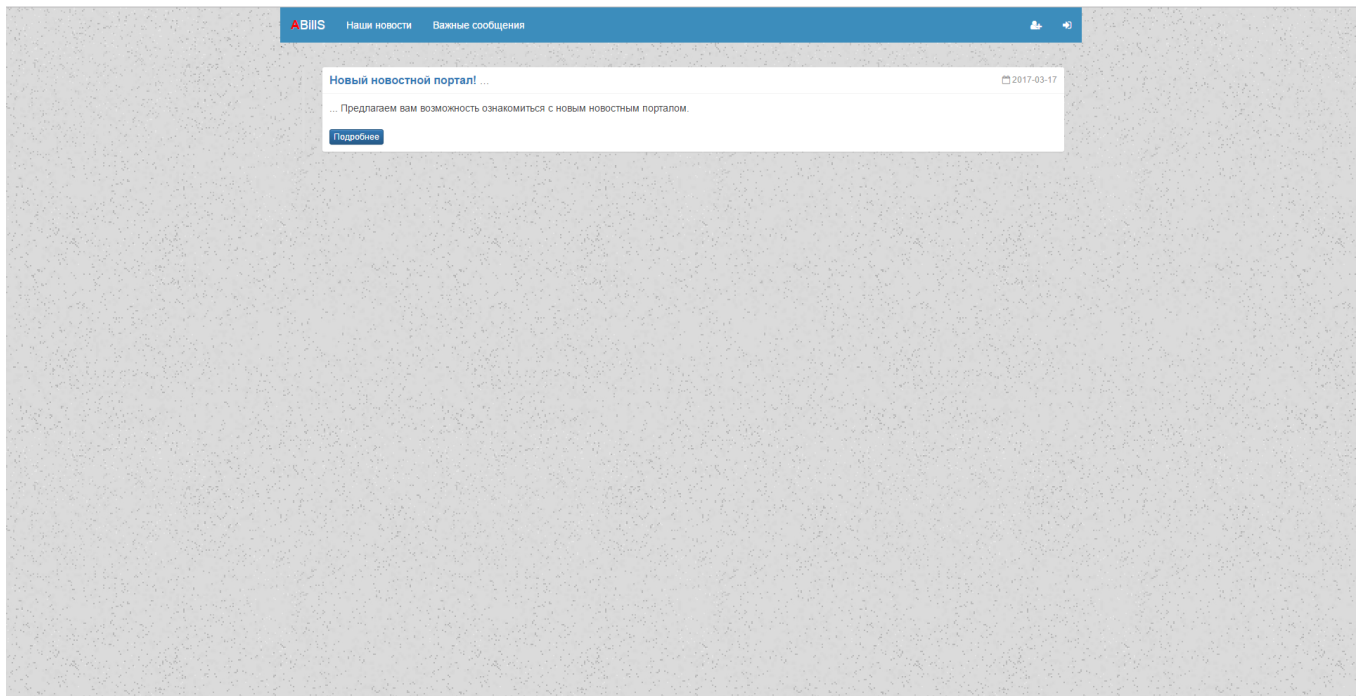 ABillS Наши новости Важные сообщения
Новый новостной портал! ... 2017-03-17
... Предлагаем вам возможность ознакомиться с новым новостным порталом.
Подробнее